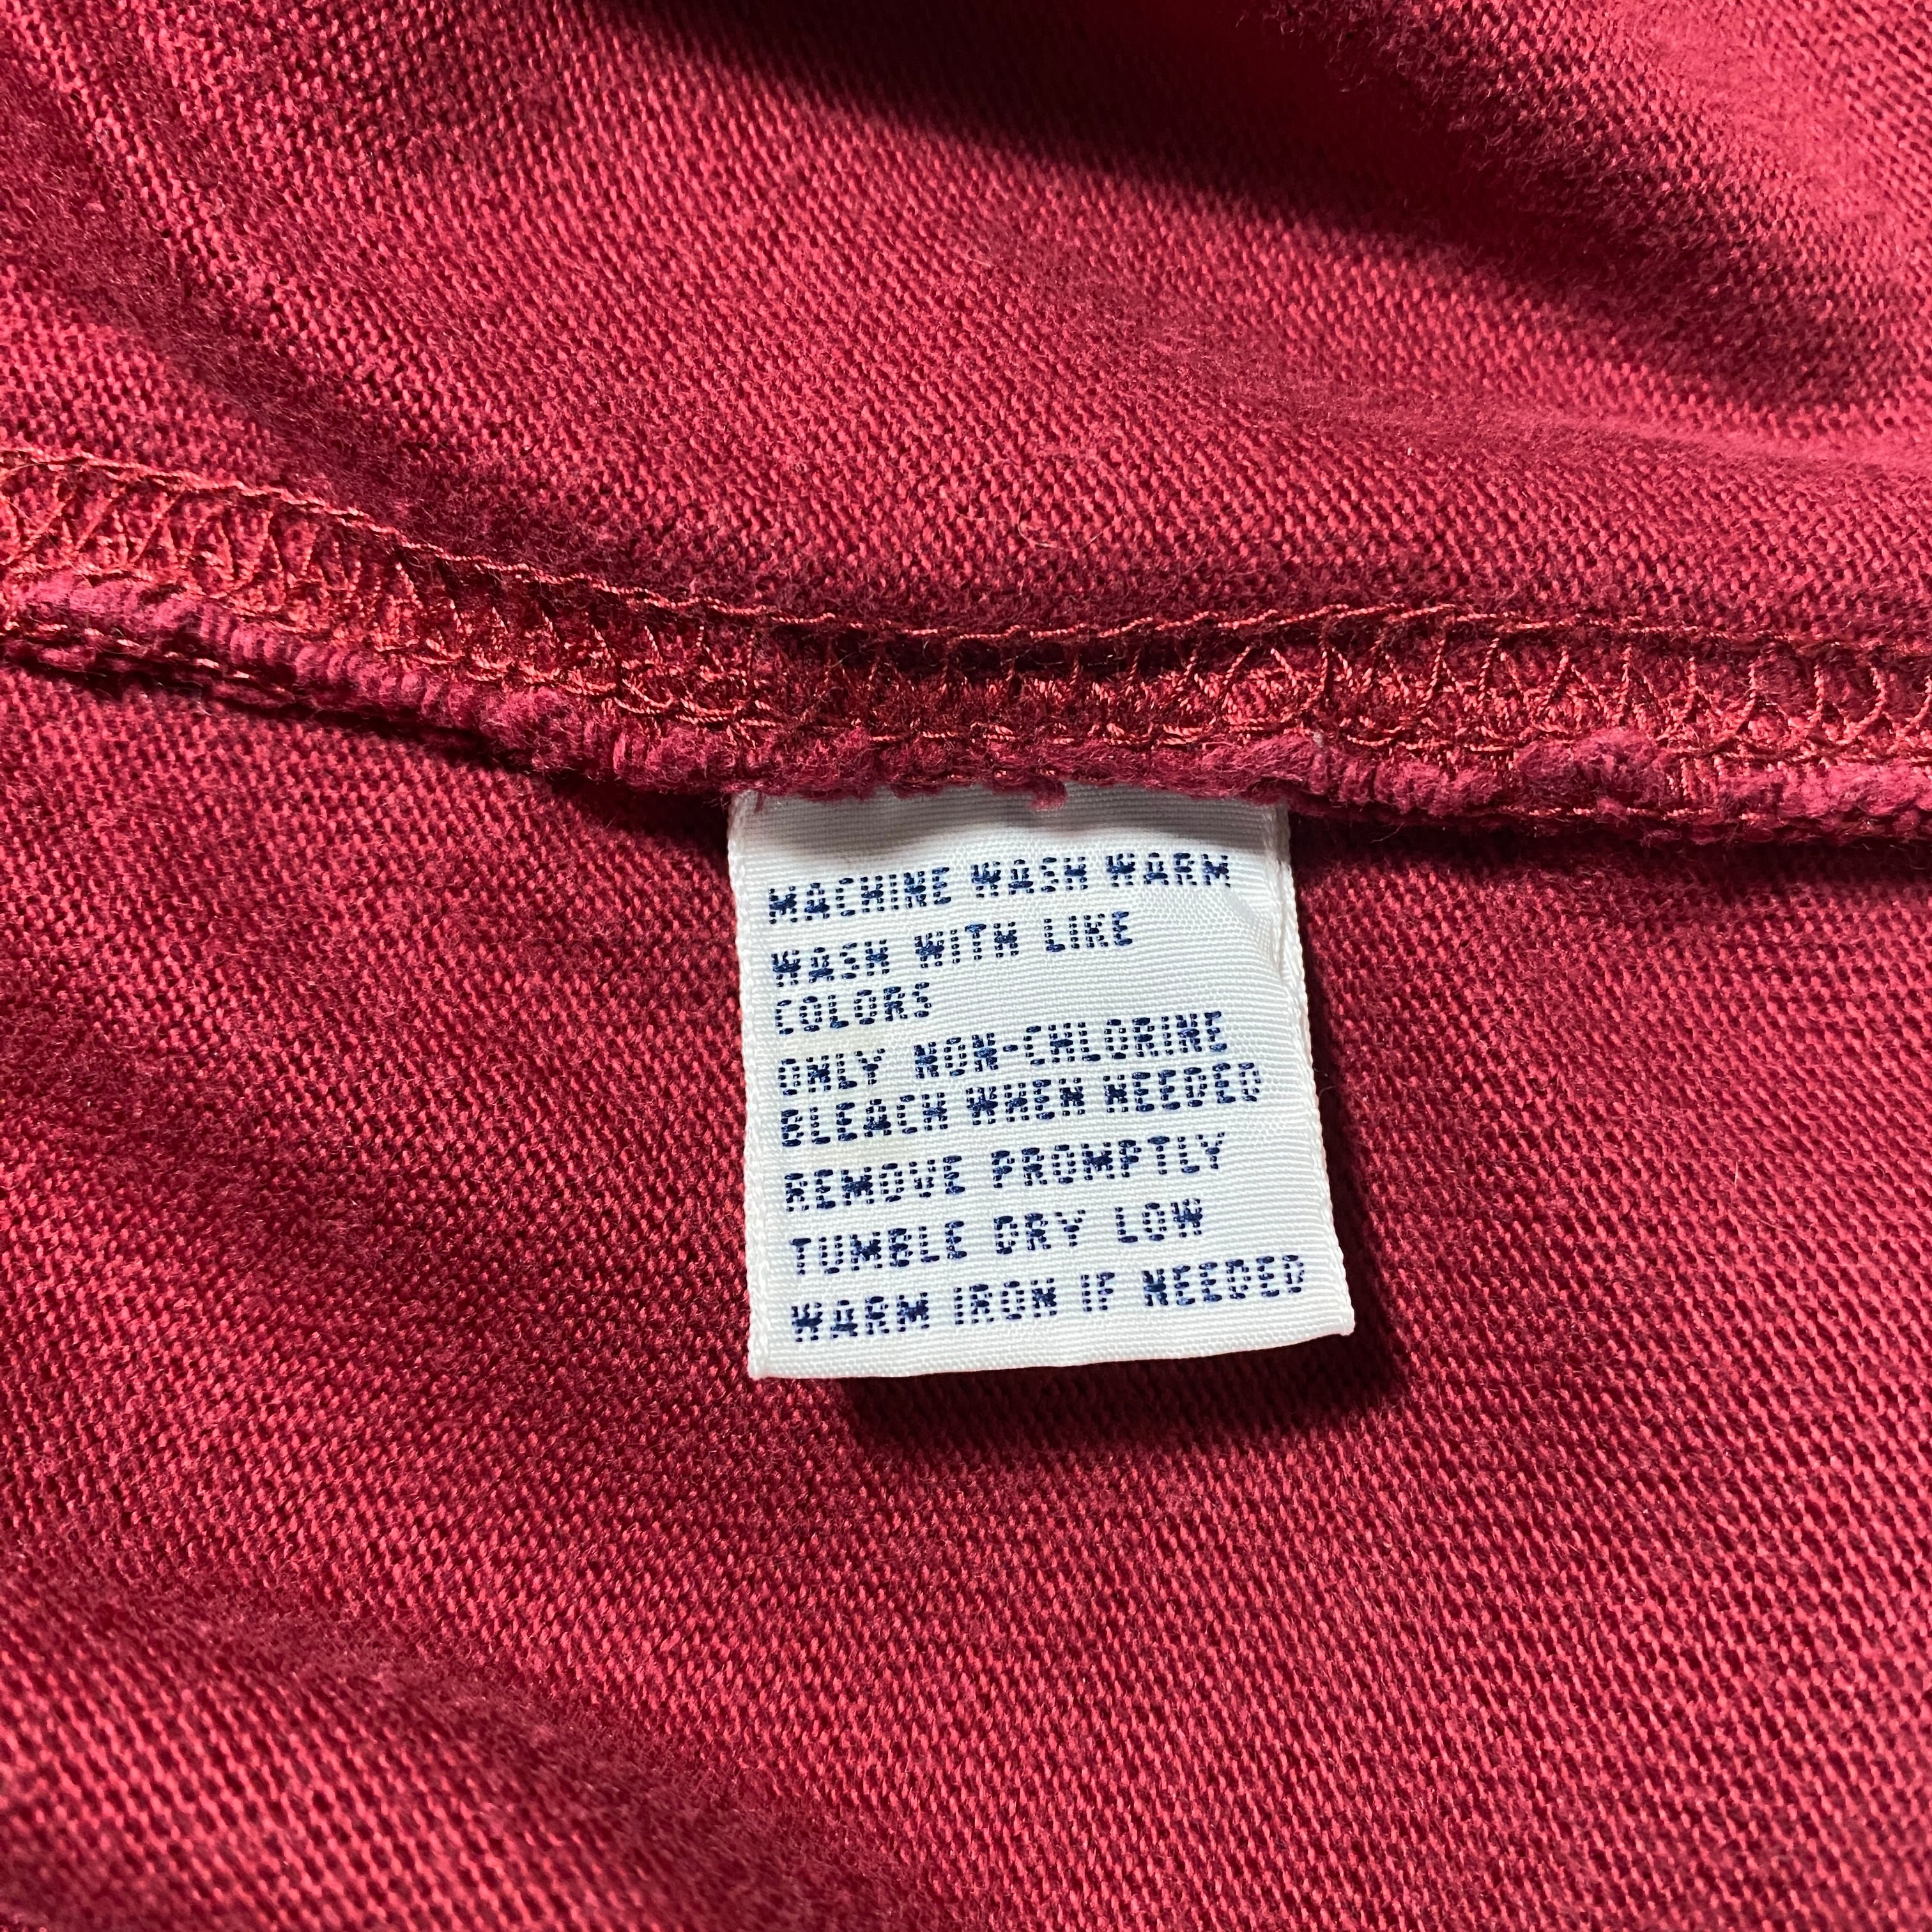 MACHINE WASH WARM
WASH WITH LIKE
COLORS
ONLY NON-CHLORINE
BLEACH WHEN NEEDED
REMOVE PROMPTLY
TUMBLE DRY LOW
WARM IRON IF NEEDED